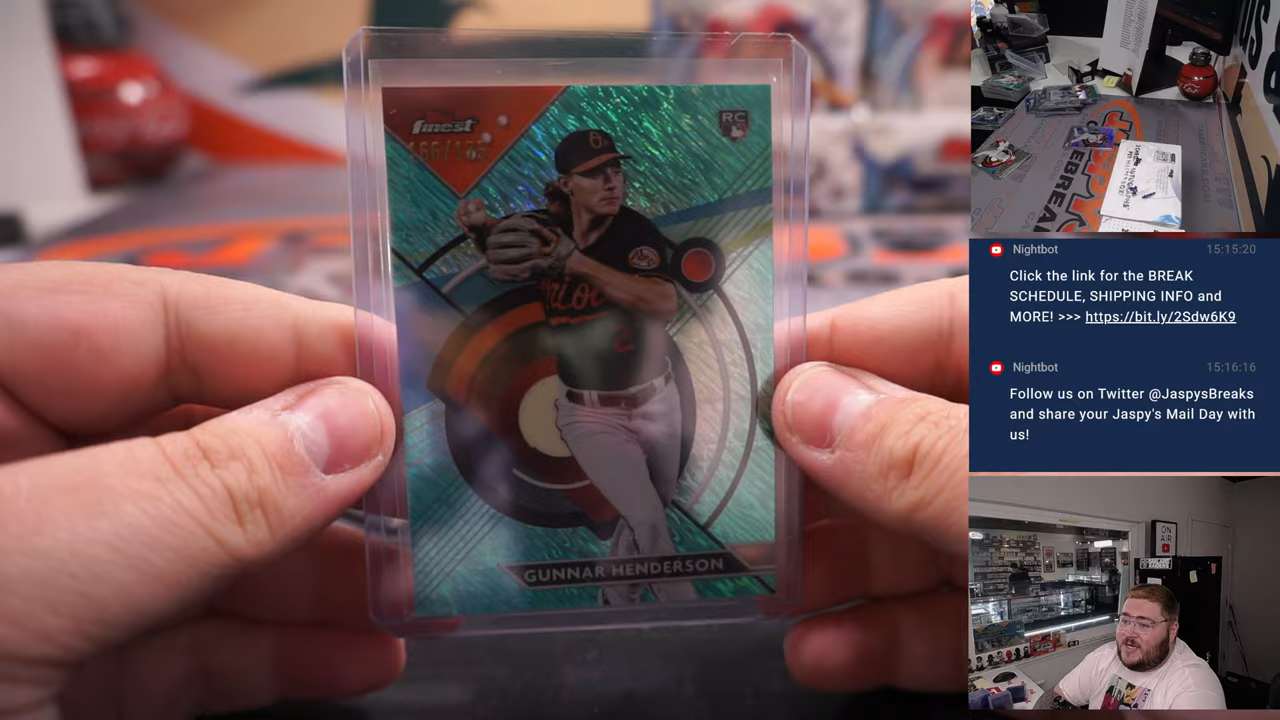 finest
RC
GUNNAR HENDERSON
Nightbot 15:15:20
Click the link for the BREAK
SCHEDULE, SHIPPING INFO and
MORE! >>> https://bit.ly/2Sdw6K9
Nightbot 15:16:16
Follow us on Twitter @JaspysBreaks
and share your Jaspy's Mail Day with
us!
ON
AIR